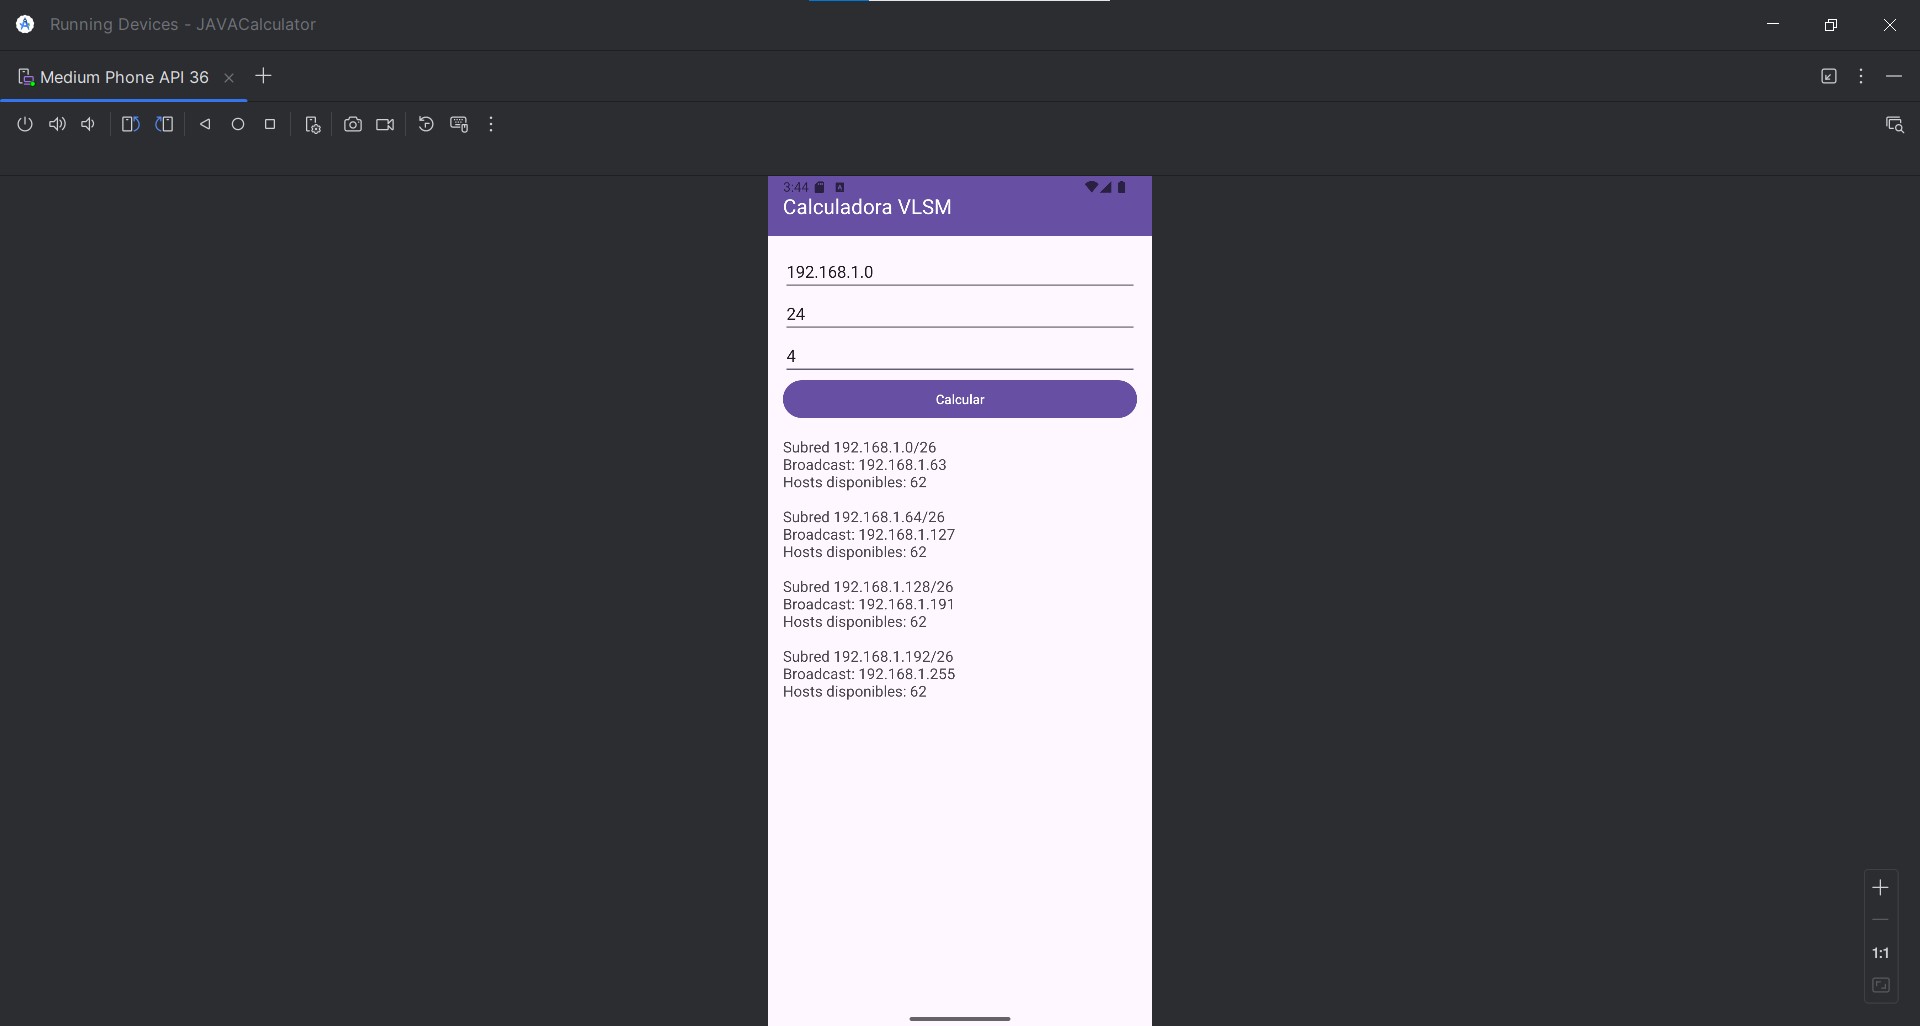 Running Devices - JAVACalculator
Medium Phone API 36
3:44
Calculadora VLSM
192.168.1.0
24
4
Calcular
Subred 192.168.1.0/26
Broadcast: 192.168.1.63
Hosts disponibles: 62
Subred 192.168.1.64/26
Broadcast: 192.168.1.127
Hosts disponibles: 62
Subred 192.168.1.128/26
Broadcast: 192.168.1.191
Hosts disponibles: 62
Subred 192.168.1.192/26
Broadcast: 192.168.1.255
Hosts disponibles: 62
1:1